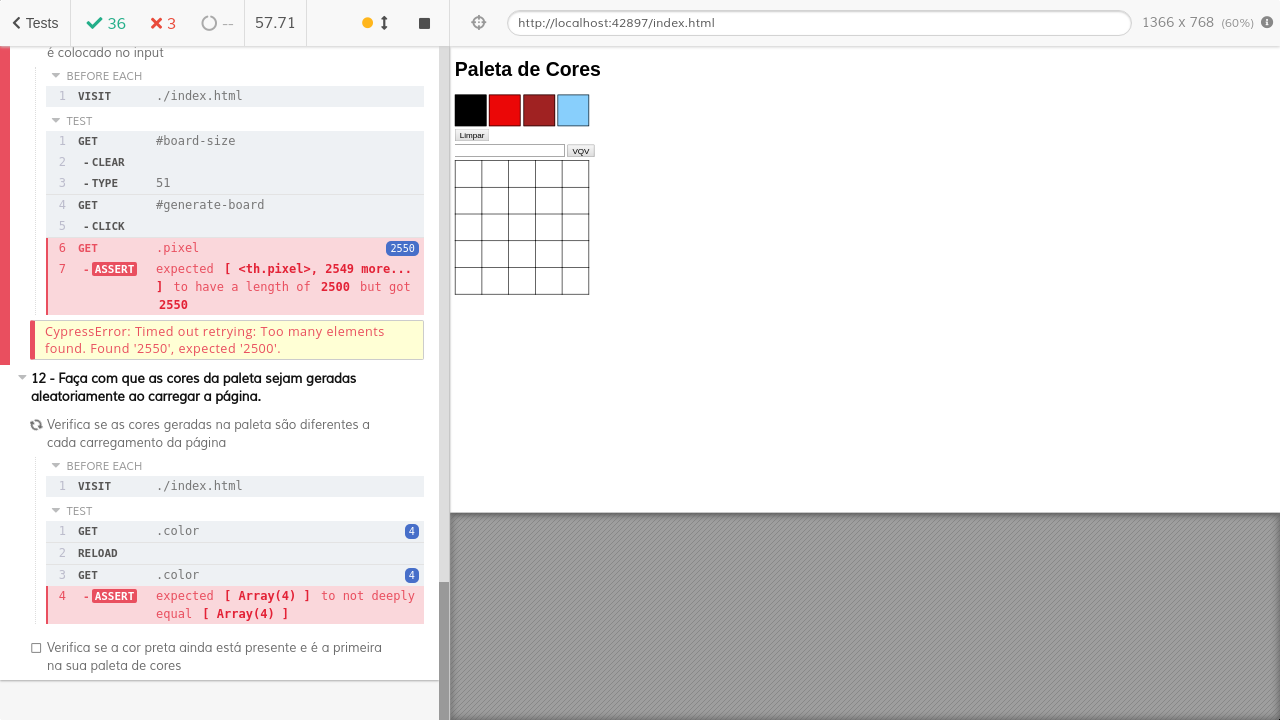 Tests
36
3
--
57.71
http://localhost:42897/index.html
1366 x 768 (60%)
é colocado no input
BEFORE EACH
1 VISIT ./index.html
TEST
1 GET #board-size
2 - CLEAR
3 - TYPE 51
4 GET #generate-board
5 - CLICK
6 GET .pixel 2550
7 - ASSERT expected [ <th.pixel>, 2549 more...
] to have a length of 2500 but got
2550
CypressError: Timed out retrying: Too many elements
found. Found '2550', expected '2500'.
12 - Faça com que as cores da paleta sejam geradas
aleatoriamente ao carregar a página.
Verifica se as cores geradas na paleta são diferentes a
cada carregamento da página
BEFORE EACH
1 VISIT ./index.html
TEST
1 GET .color 4
2 RELOAD
3 GET .color 4
4 - ASSERT expected [ Array(4) ] to not deeply
equal [ Array(4) ]
Verifica se a cor preta ainda está presente e é a primeira
na sua paleta de cores
Paleta de Cores
Limpar
VQV